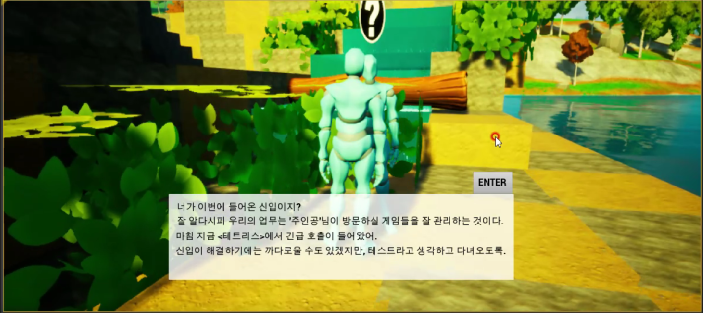 ?
ENTER
너가 이번에 들어온 신입이지?
잘 알다시피 우리의 업무는 '주인공'님이 방문하실 게임들을 잘 관리하는 것이다.
마침 지금 <테트리스>에서 긴급 호출이 들어왔어.
신입이 해결하기에는 까다로울 수도 있겠지만, 테스트라고 생각하고 다녀오도록.